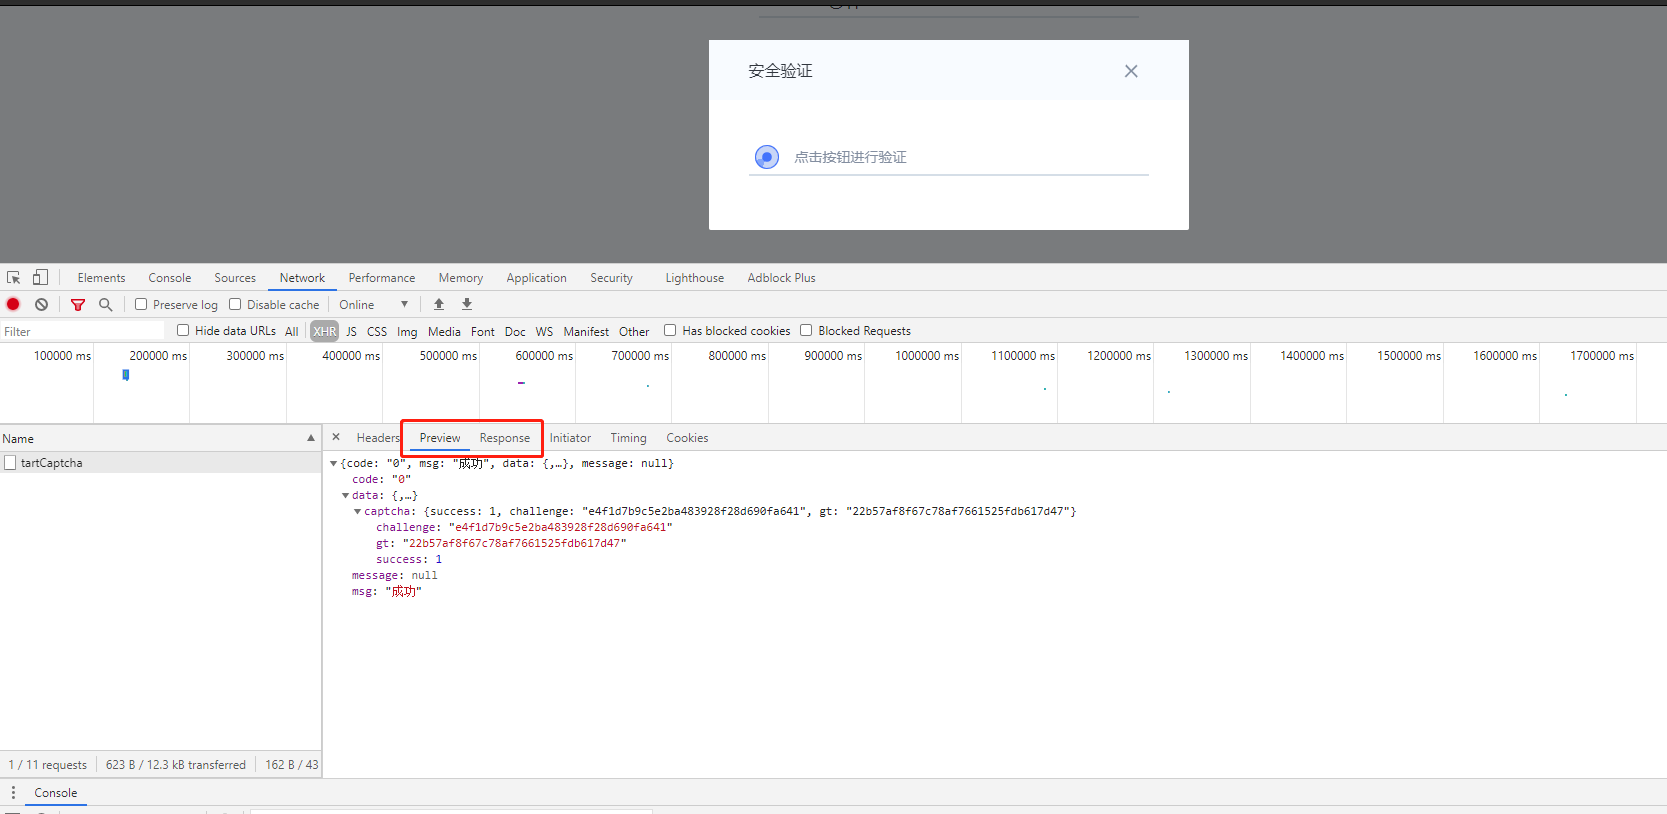 安全验证
点击按钮进行验证
Elements Console Sources Network Performance Memory Application Security Lighthouse Adblock Plus
Preserve log Disable cache Online
Filter Hide data URLs All XHR JS CSS Img Media Font Doc WS Manifest Other Has blocked cookies Blocked Requests
100000 ms 200000 ms 300000 ms 400000 ms 500000 ms 600000 ms 700000 ms 800000 ms 900000 ms 1000000 ms 1100000 ms 1200000 ms 1300000 ms 1400000 ms 1500000 ms 1600000 ms 1700000 ms
Name
Headers Preview Response Initiator Timing Cookies
tartCaptcha
{code: "0", msg: "成功", data: {,…}, message: null}
code: "0"
data: {,…}
captcha: {success: 1, challenge: "e4f1d7b9c5e2ba483928f28d690fa641", gt: "22b57af8f67c78af7661525fdb617d47"}
challenge: "e4f1d7b9c5e2ba483928f28d690fa641"
gt: "22b57af8f67c78af7661525fdb617d47"
success: 1
message: null
msg: "成功"
1 / 11 requests 623 B / 12.3 kB transferred 162 B / 43
Console